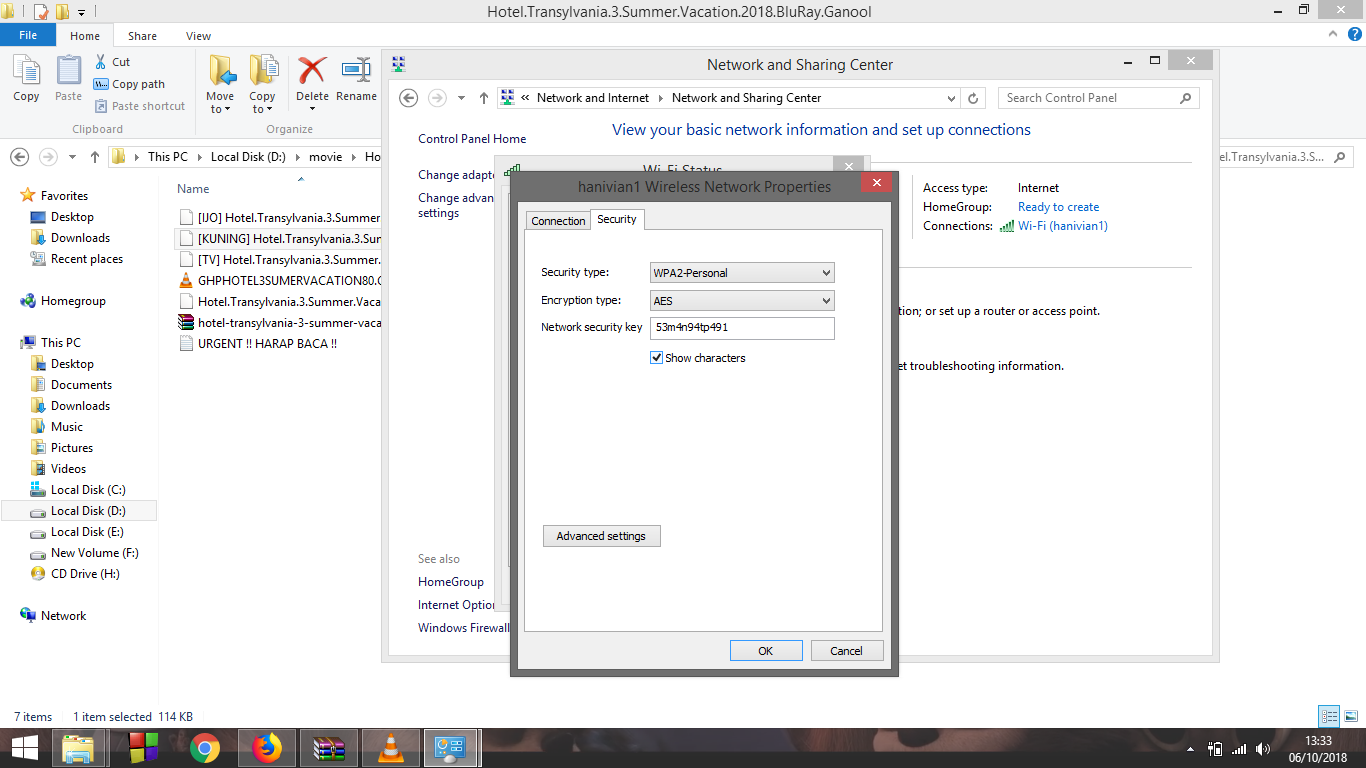 Hotel.Transylvania.3.Summer.Vacation.2018.BluRay.Ganool
File Home Share View
Copy
Paste
Cut
Copy path
Paste shortcut
Clipboard
Move to
Copy to
Delete
Rename
Organize
This PC Local Disk (D:) movie Ho
el.Transylvania.3.S...
Favorites
Desktop
Downloads
Recent places
Homegroup
This PC
Desktop
Documents
Downloads
Music
Pictures
Videos
Local Disk (C:)
Local Disk (D:)
Local Disk (E:)
New Volume (F:)
CD Drive (H:)
Network
Name
[IJO] Hotel.Transylvania.3.Summer
[KUNING] Hotel.Transylvania.3.Sum
[TV] Hotel.Transylvania.3.Summer.
GHPHOTEL3SUMERVACATION80.G
Hotel.Transylvania.3.Summer.Vaca
hotel-transylvania-3-summer-vaca
URGENT !! HARAP BACA !!
Network and Sharing Center
« Network and Internet Network and Sharing Center
Search Control Panel
Control Panel Home
Change adapte
Change advan
settings
See also
HomeGroup
Internet Option
Windows Firewall
View your basic network information and set up connections
Access type: Internet
HomeGroup: Ready to create
Connections: Wi-Fi (hanivian1)
tion; or set up a router or access point.
et troubleshooting information.
Wi-Fi Status
hanivian1 Wireless Network Properties
Connection Security
Security type: WPA2-Personal
Encryption type: AES
Network security key 53m4n94tp491
Show characters
Advanced settings
OK Cancel
7 items 1 item selected 114 KB
13:33
06/10/2018